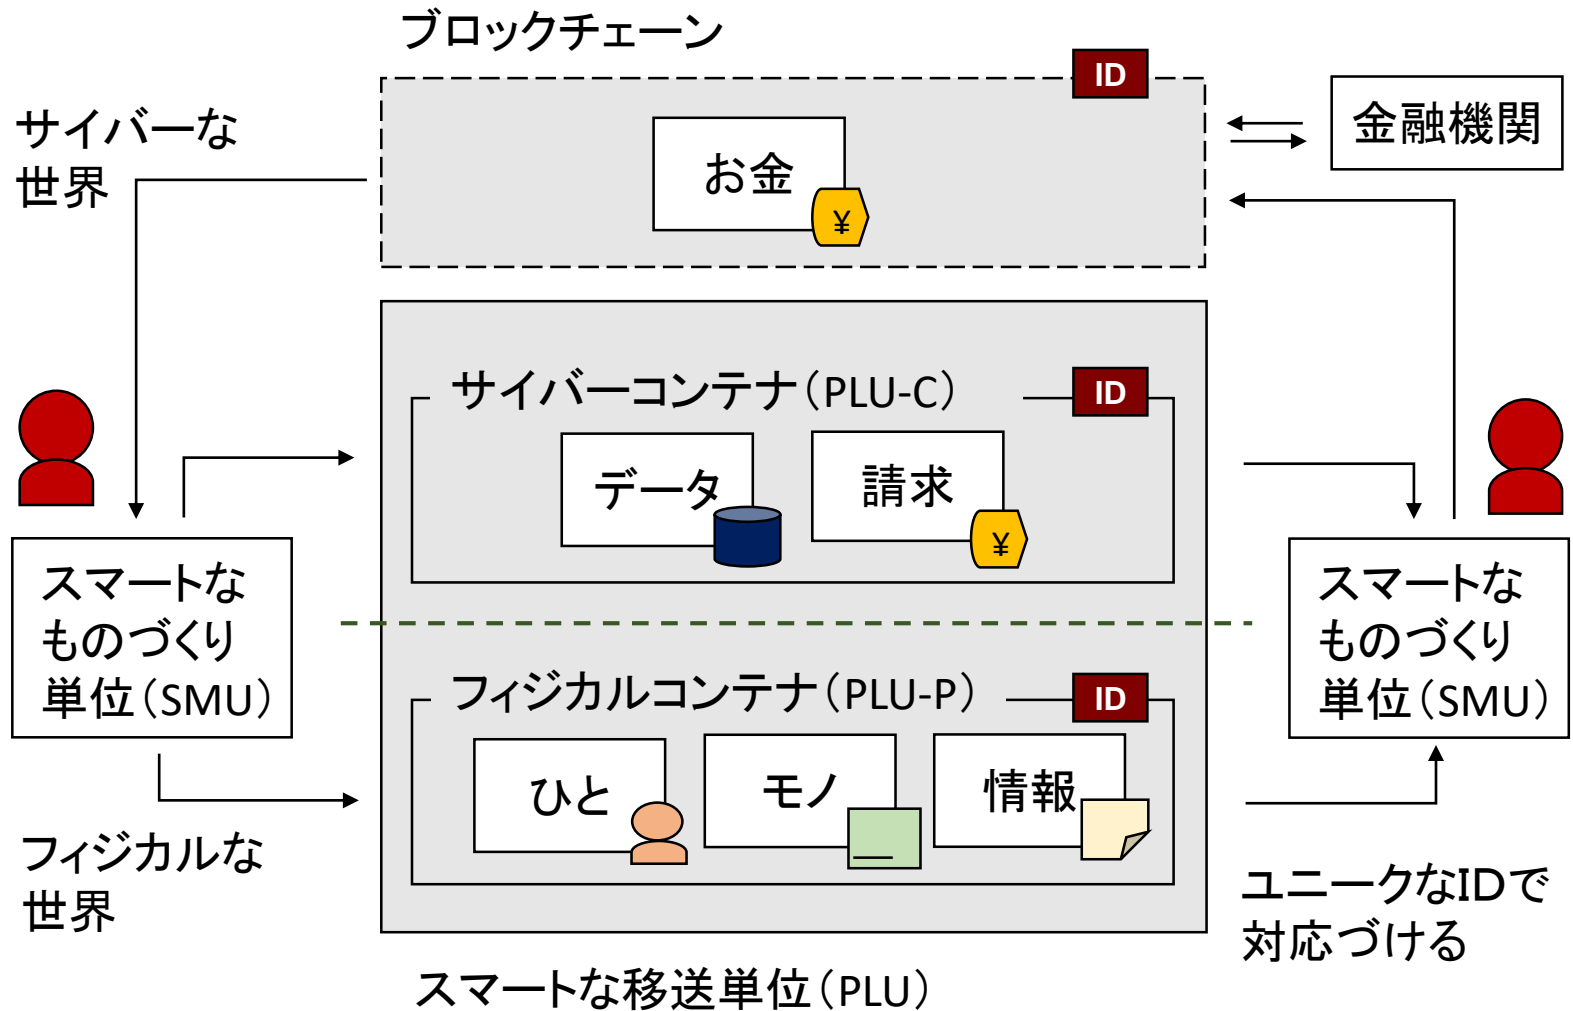 ブロックチェーン
ID
サイバーな
世界
お金
¥
金融機関
サイバーコンテナ（PLU-C）
ID
データ
請求
¥
スマートな
ものづくり
単位（SMU）
スマートな
ものづくり
単位（SMU）
フィジカルコンテナ（PLU-P）
ID
ひと
モノ
情報
フィジカルな
世界
ユニークなIDで
対応づける
スマートな移送単位（PLU）